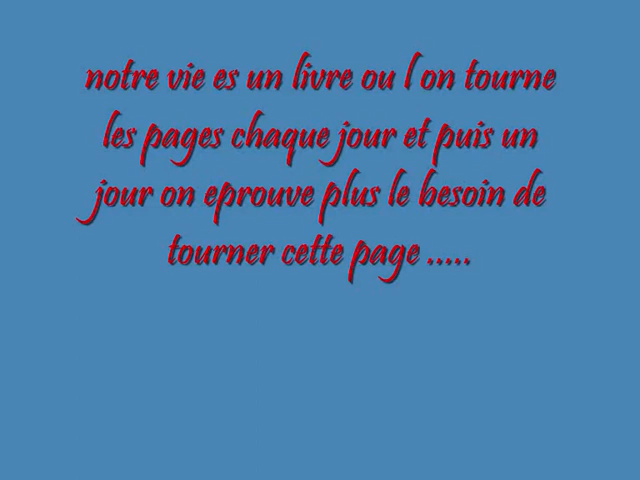 notre vie es un livre ou l on tourne
les pages chaque jour et puis un
jour on eprouve plus le besoin de
tourner cette page .....